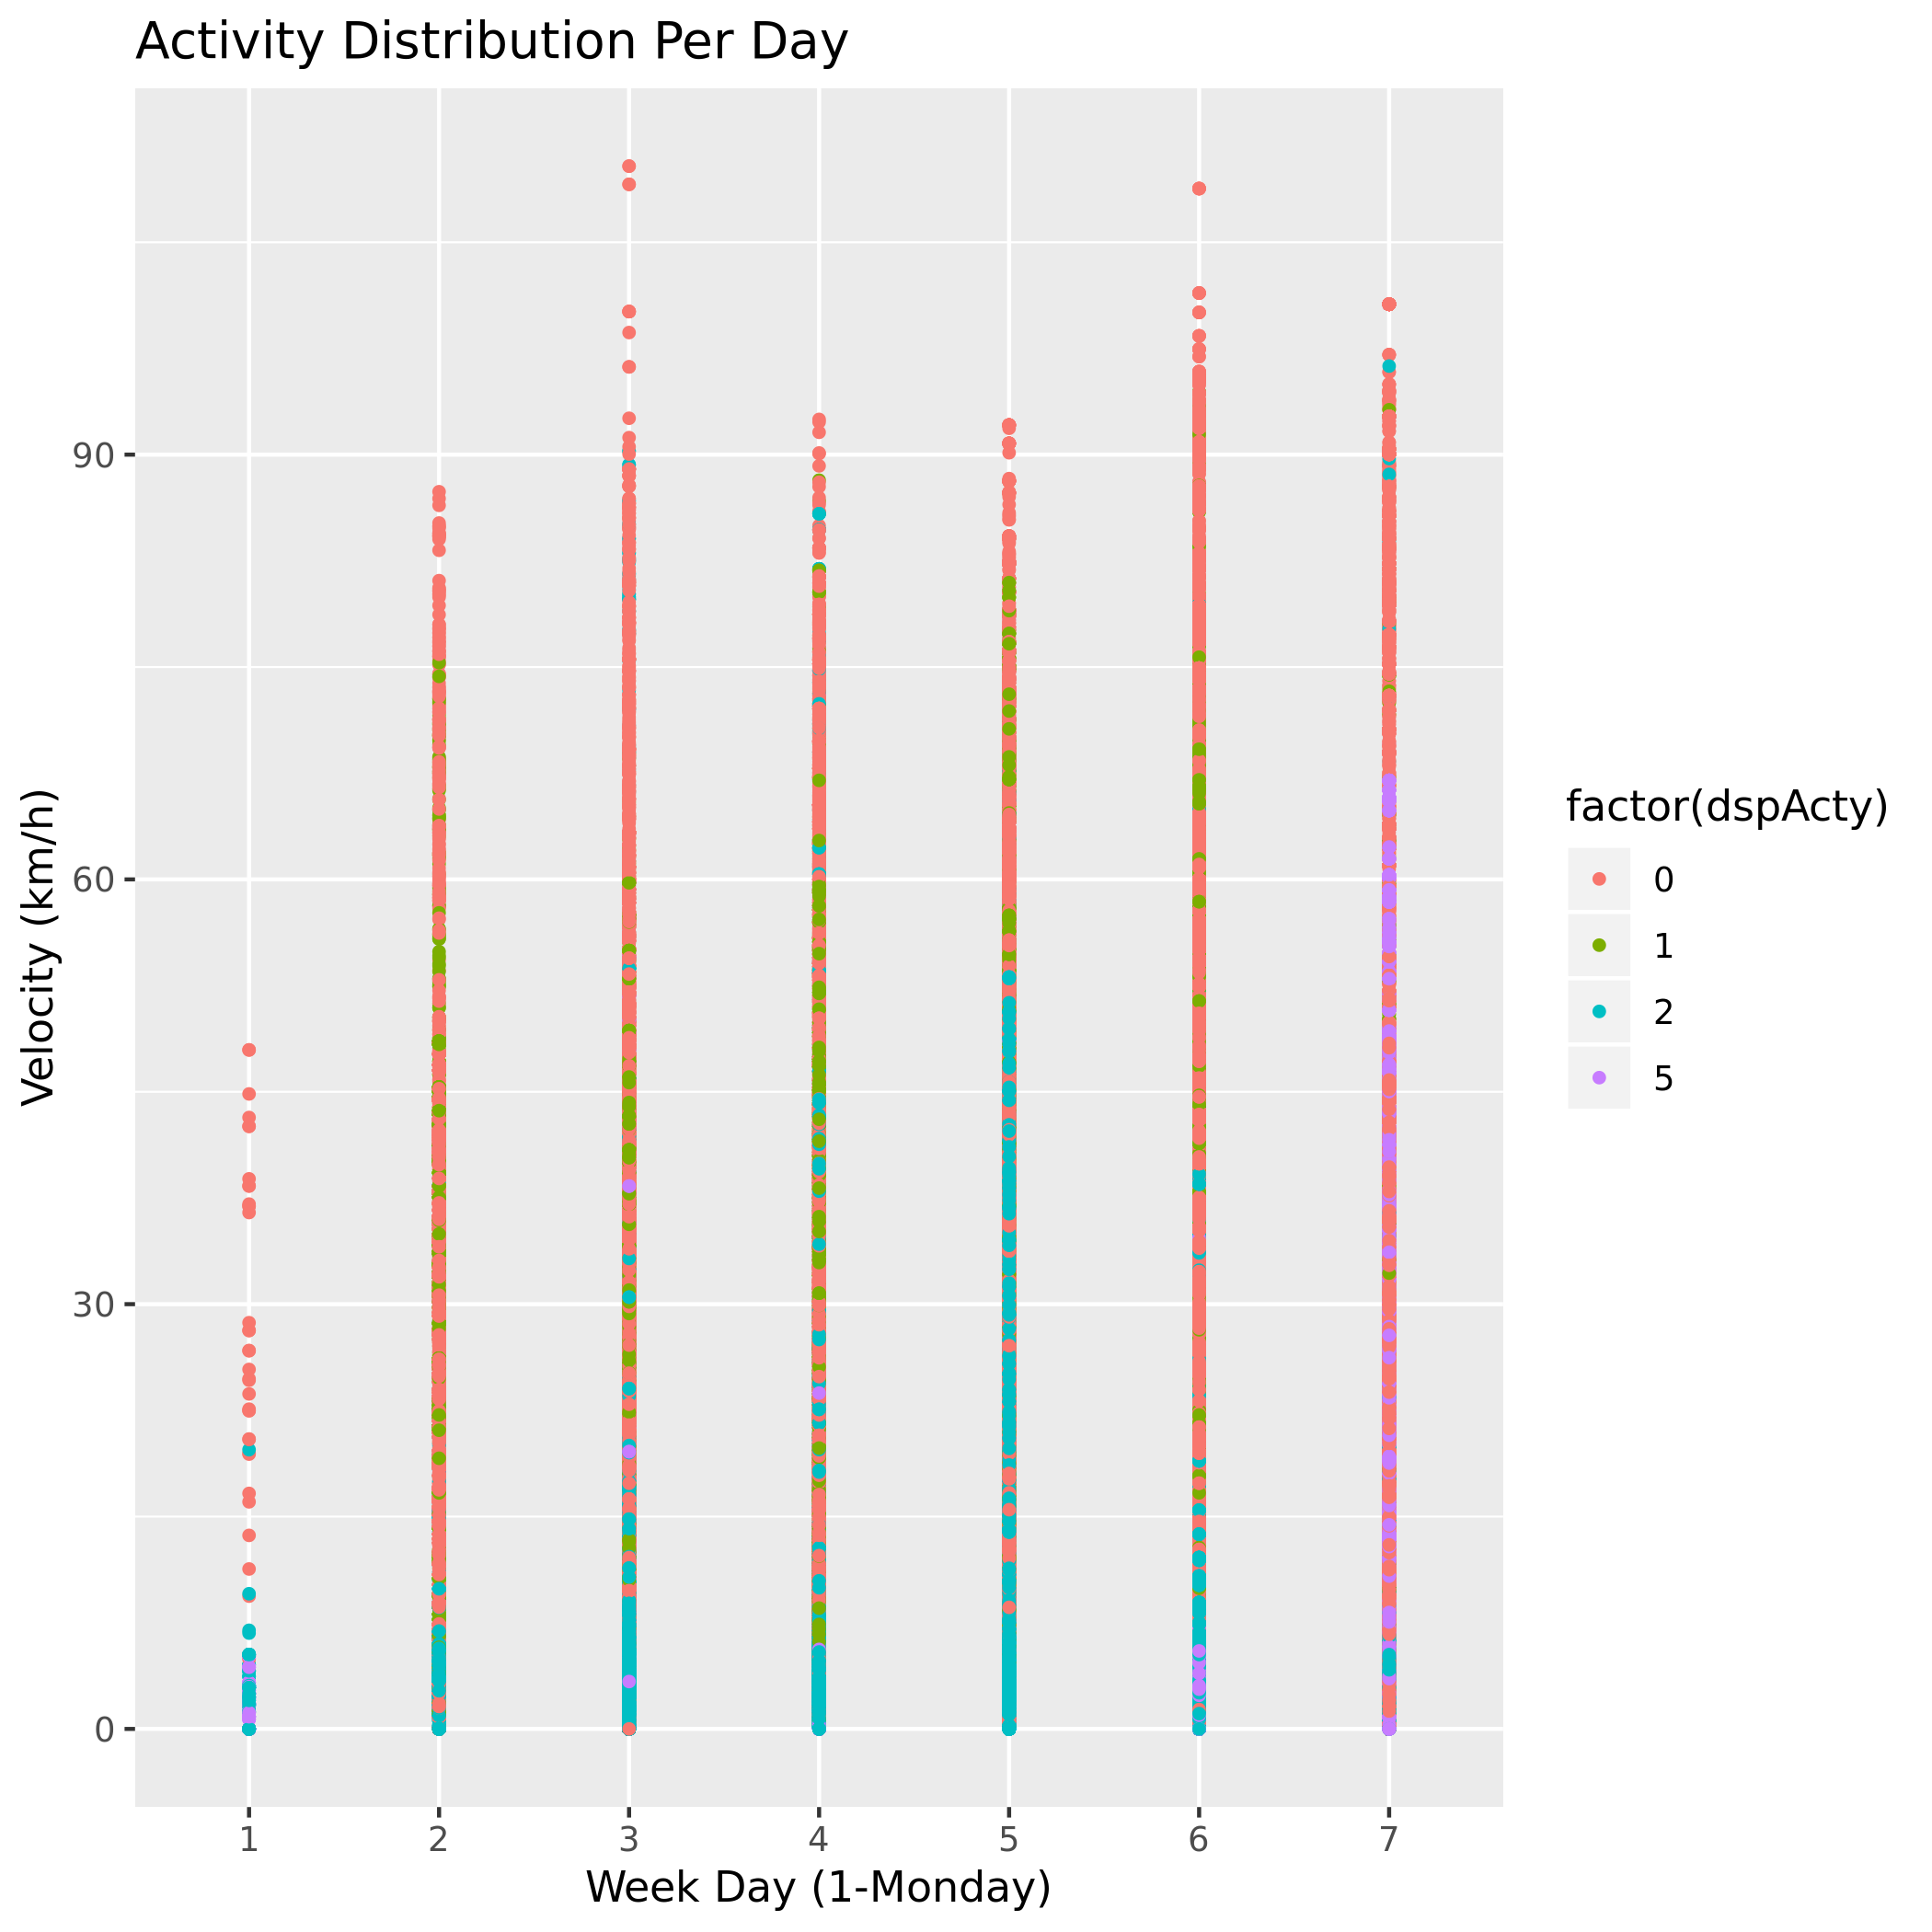 Activity Distribution Per Day
Velocity (km/h)
90
60
30
0
1 2 3 4 5 6 7
Week Day (1-Monday)
factor(dspActy)
0
1
2
5